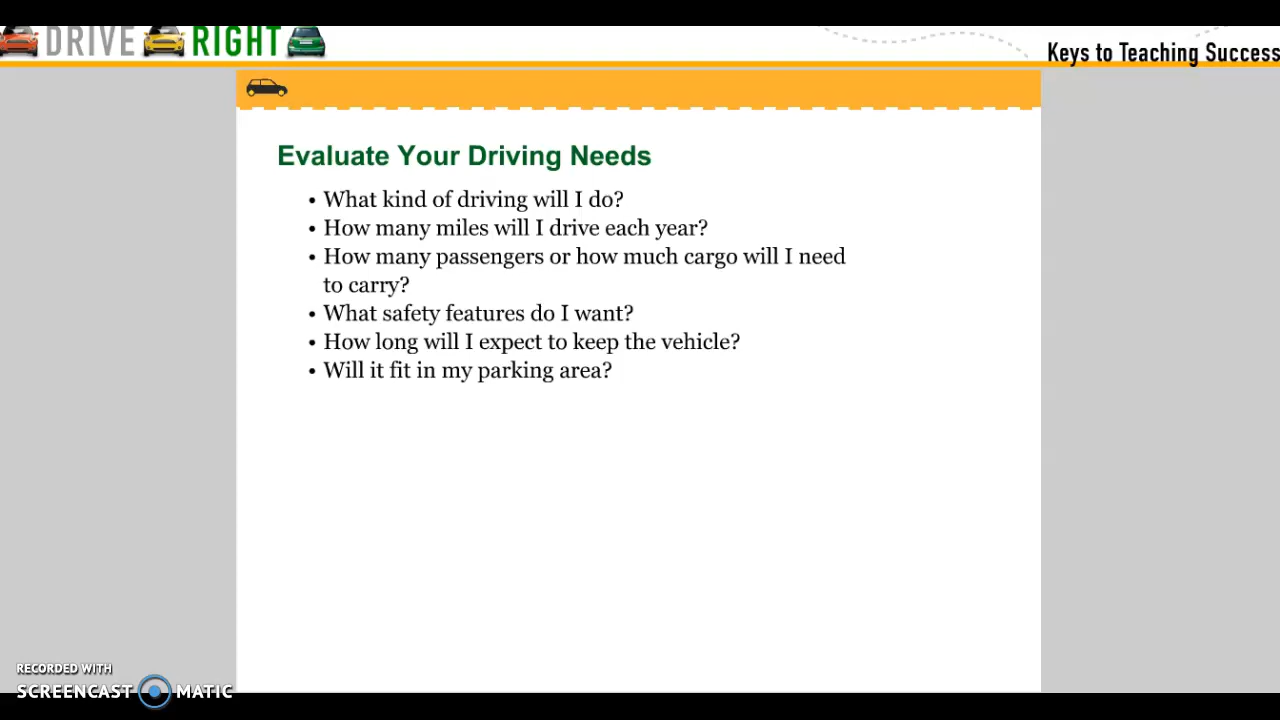 DRIVE RIGHT
Keys to Teaching Success
Evaluate Your Driving Needs
• What kind of driving will I do?
• How many miles will I drive each year?
• How many passengers or how much cargo will I need
to carry?
• What safety features do I want?
• How long will I expect to keep the vehicle?
• Will it fit in my parking area?
RECORDED WITH
SCREENCAST MATIC